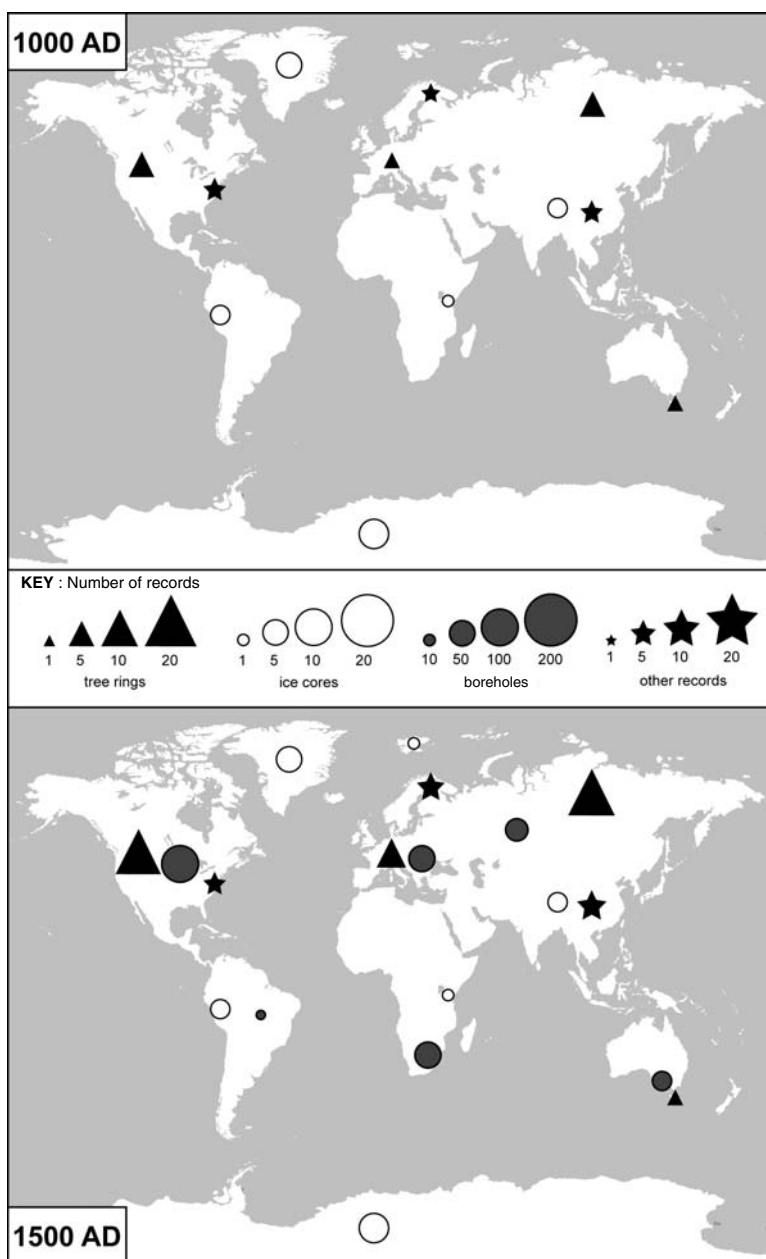 1000 AD
KEY : Number of records
1 5 10 20 1 5 10 20 10 50 100 200 1 5 10 20
tree rings ice cores boreholes other records
1500 AD